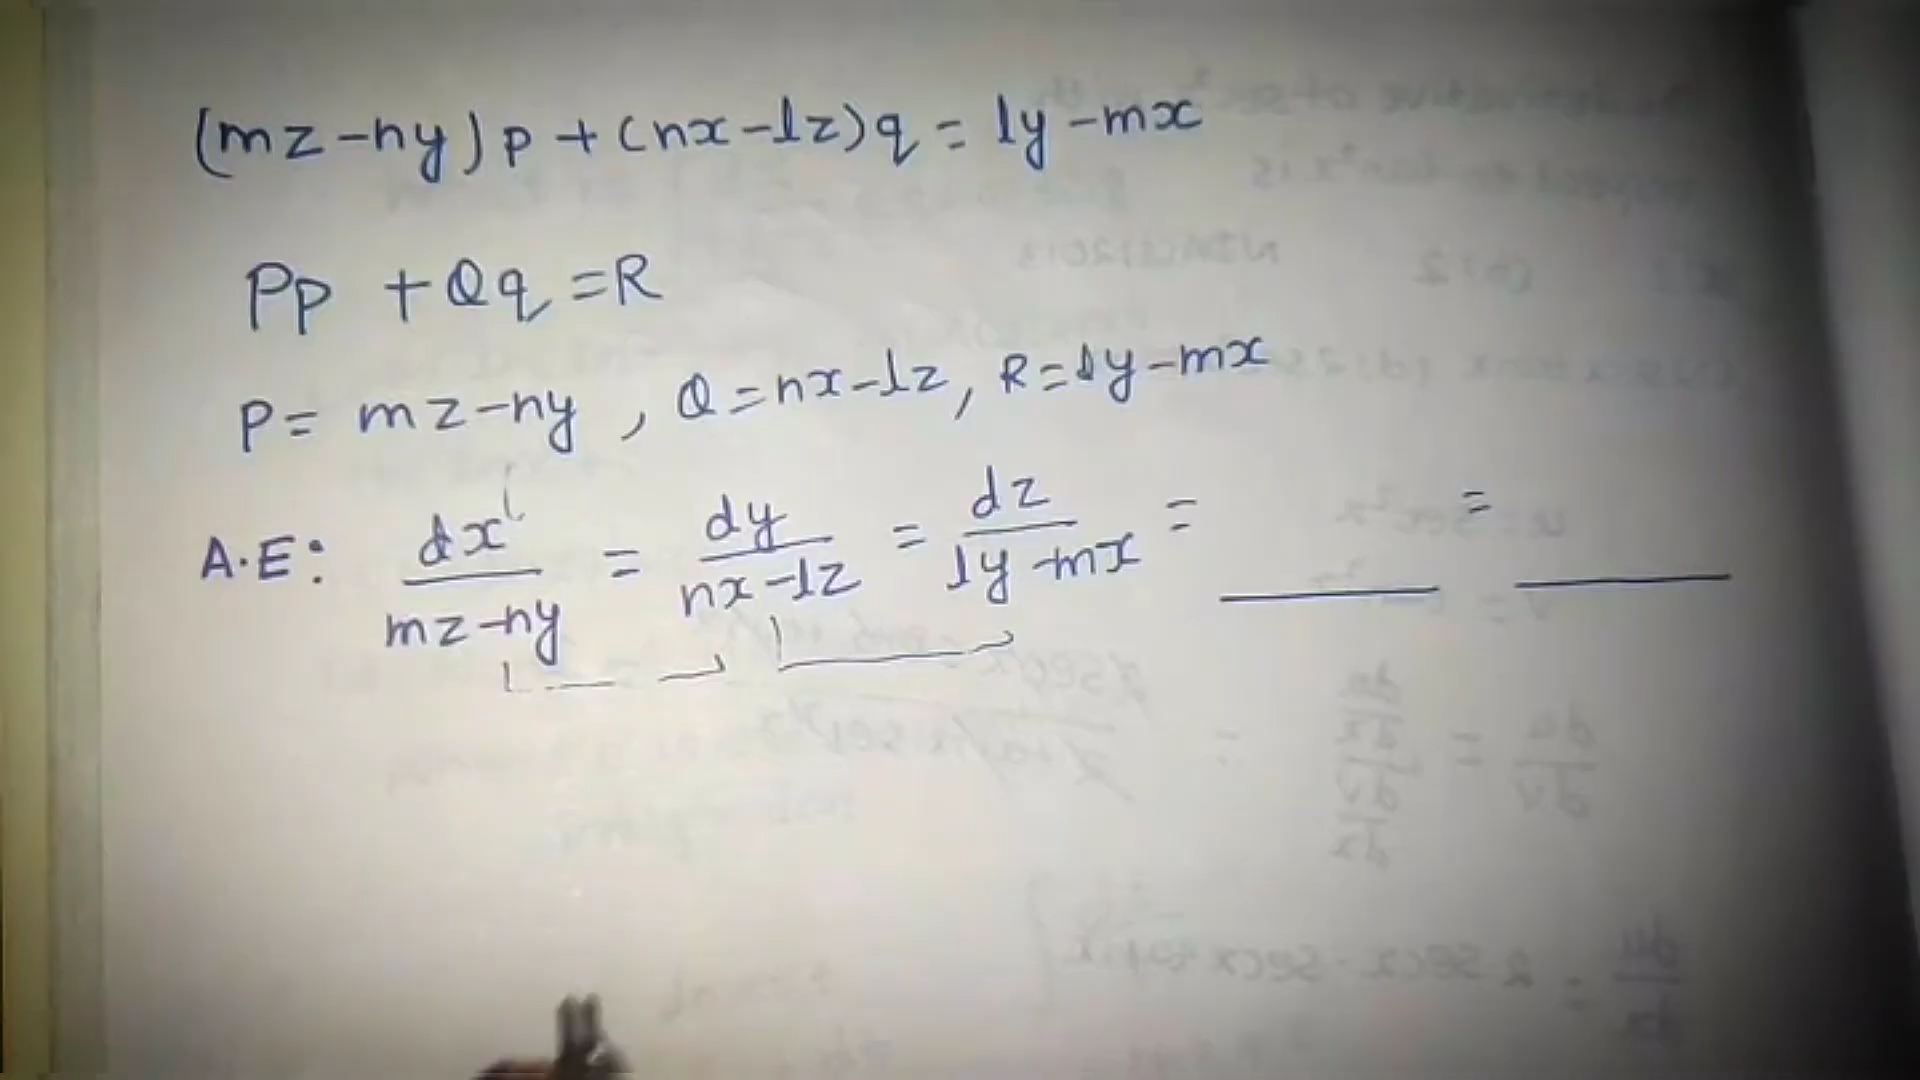 (mz-ny)p+(nx-lz)q=ly-mx
Pp+Qq=R
P=mz-ny, Q=nx-lz, R=ly-mx
A.E: dx/mz-ny = dy/nx-lz = dz/ly-mx = ___ = ___